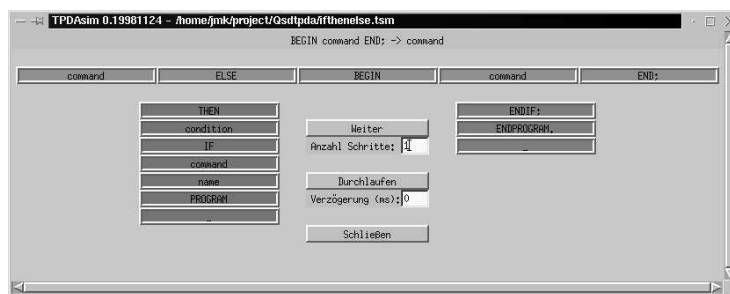 TPDAsim 0.19981124 - /home/jmk/project/Qsdtpda/ifthenelse.tsm
BEGIN command END; -> command
command ELSE BEGIN command END;
THEN
condition
IF
command
name
PROGRAM
_
Weiter
Anzahl Schritte: 1
Durchlaufen
Verzögerung (ms): 0
Schließen
ENDIF;
ENDPROGRAM.
_